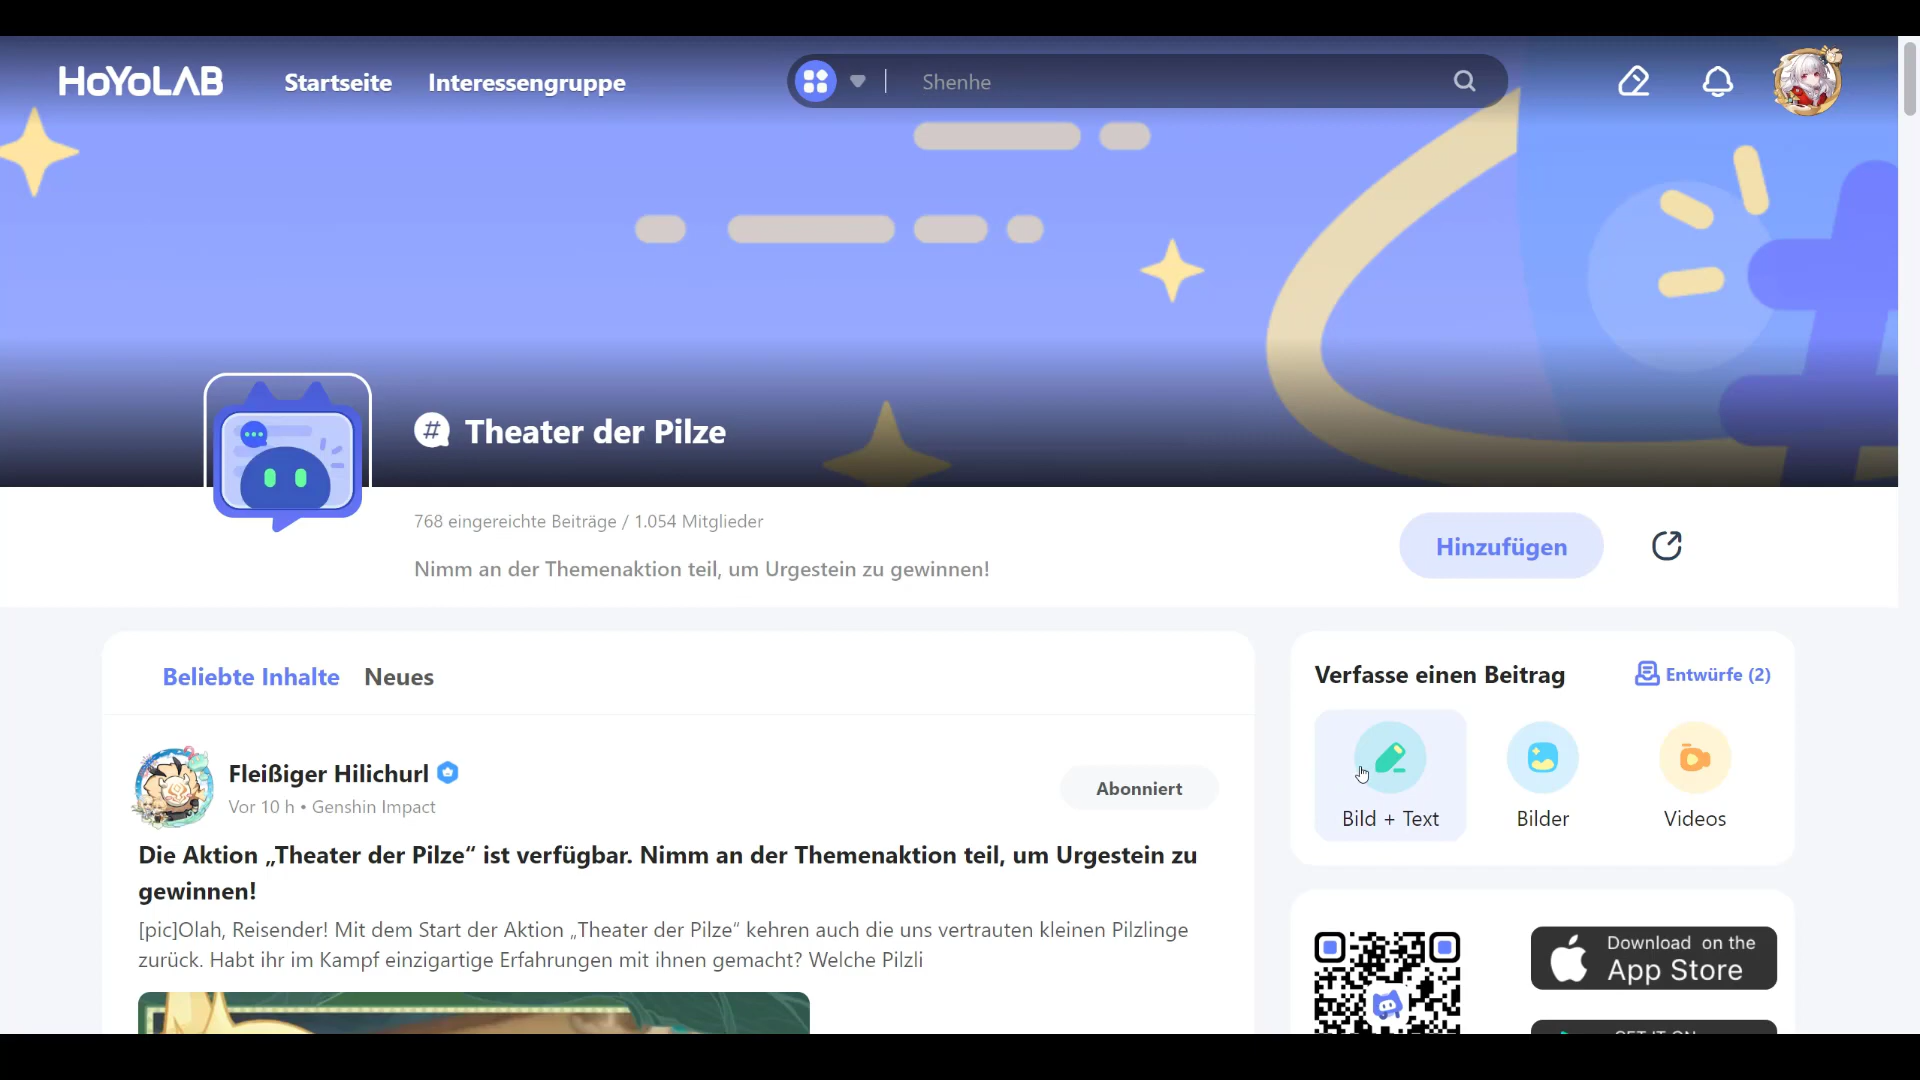 HoYoLAB
Startseite
Interessengruppe
Shenhe
# Theater der Pilze
768 eingereichte Beiträge / 1.054 Mitglieder
Nimm an der Themenaktion teil, um Urgestein zu gewinnen!
Hinzufügen
Beliebte Inhalte
Neues
Fleißiger Hilichurl
Vor 10 h • Genshin Impact
Abonniert
Die Aktion „Theater der Pilze“ ist verfügbar. Nimm an der Themenaktion teil, um Urgestein zu
gewinnen!
[pic]Olah, Reisender! Mit dem Start der Aktion „Theater der Pilze“ kehren auch die uns vertrauten kleinen Pilzlinge
zurück. Habt ihr im Kampf einzigartige Erfahrungen mit ihnen gemacht? Welche Pilzli
Verfasse einen Beitrag
Entwürfe (2)
Bild + Text
Bilder
Videos
Download on the
App Store
GET IT ON